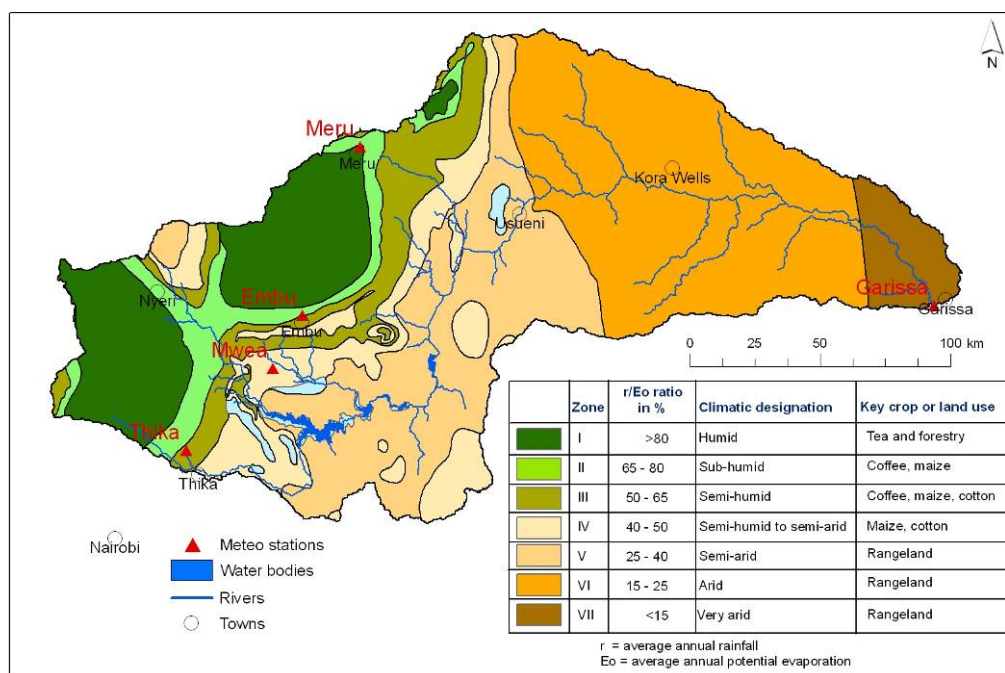 N
Meru
Meru
Kora Wells
Usueni
Nyeri
Embu
Embu
Garissa
Garissa
Mwea
0 25 50 100 km
Thika
Thika
Nairobi
Meteo stations
Water bodies
Rivers
Towns
Zone r/Eo ratio in % Climatic designation Key crop or land use
I >80 Humid Tea and forestry
II 65 - 80 Sub-humid Coffee, maize
III 50 - 65 Semi-humid Coffee, maize, cotton
IV 40 - 50 Semi-humid to semi-arid Maize, cotton
V 25 - 40 Semi-arid Rangeland
VI 15 - 25 Arid Rangeland
VII <15 Very arid Rangeland
r = average annual rainfall
Eo = average annual potential evaporation